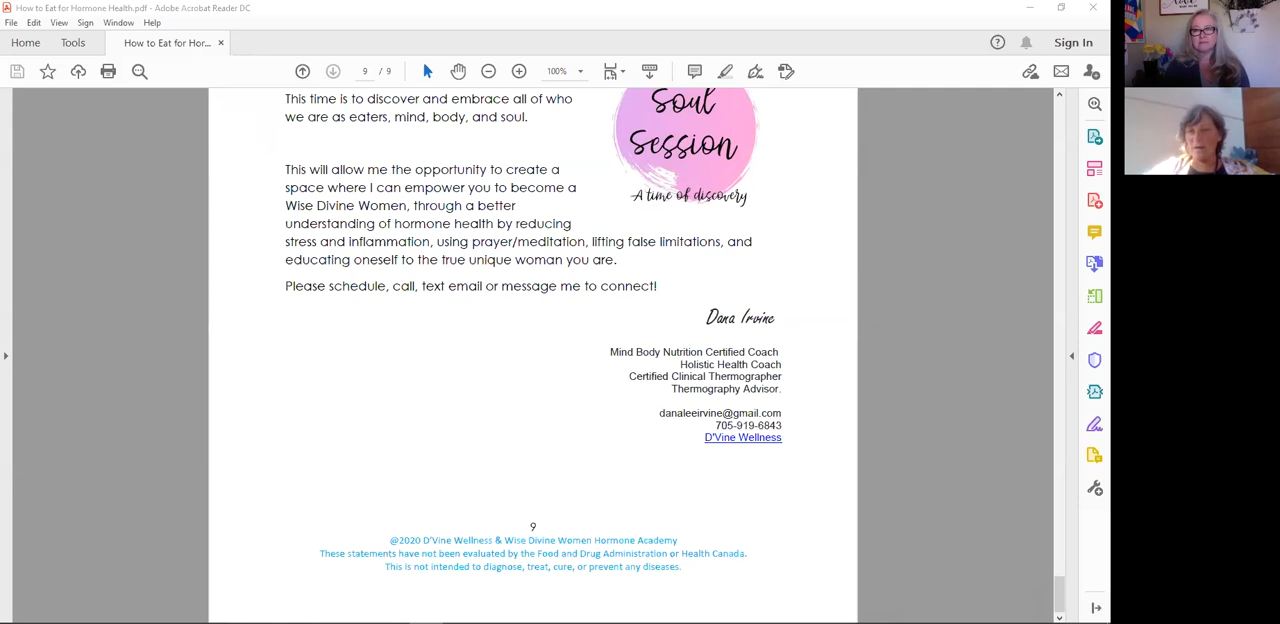 How to Eat for Hormone Health.pdf - Adobe Acrobat Reader DC
File Edit View Sign Window Help
Home Tools How to Eat for Hor... × Sign In
9 / 9 100%
This time is to discover and embrace all of who
we are as eaters, mind, body, and soul.
Soul
Session
A time of discovery
This will allow me the opportunity to create a
space where I can empower you to become a
Wise Divine Women, through a better
understanding of hormone health by reducing
stress and inflammation, using prayer/meditation, lifting false limitations, and
educating oneself to the true unique woman you are.
Please schedule, call, text email or message me to connect!
Dana Irvine
Mind Body Nutrition Certified Coach
Holistic Health Coach
Certified Clinical Thermographer
Thermography Advisor.
danaleeirvine@gmail.com
705-919-6843
D'Vine Wellness
9
@2020 D'Vine Wellness & Wise Divine Women Hormone Academy
These statements have not been evaluated by the Food and Drug Administration or Health Canada.
This is not intended to diagnose, treat, cure, or prevent any diseases.